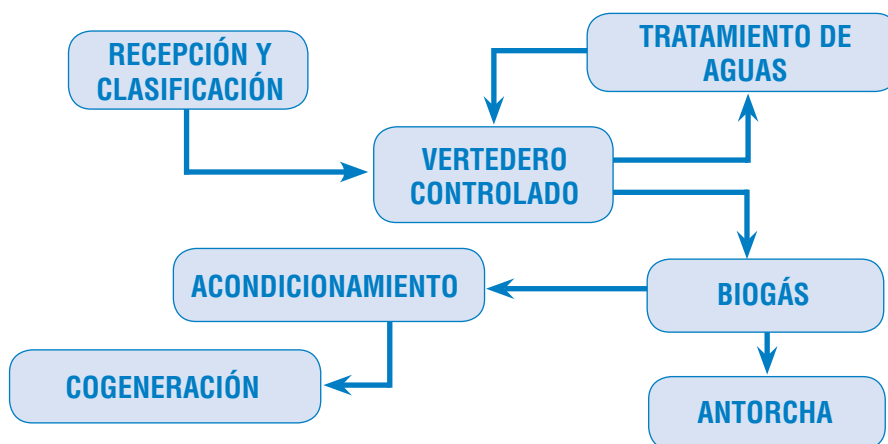 RECEPCIÓN Y
CLASIFICACIÓN
TRATAMIENTO DE
AGUAS
VERTEDERO
CONTROLADO
ACONDICIONAMIENTO
BIOGÁS
COGENERACIÓN
ANTORCHA